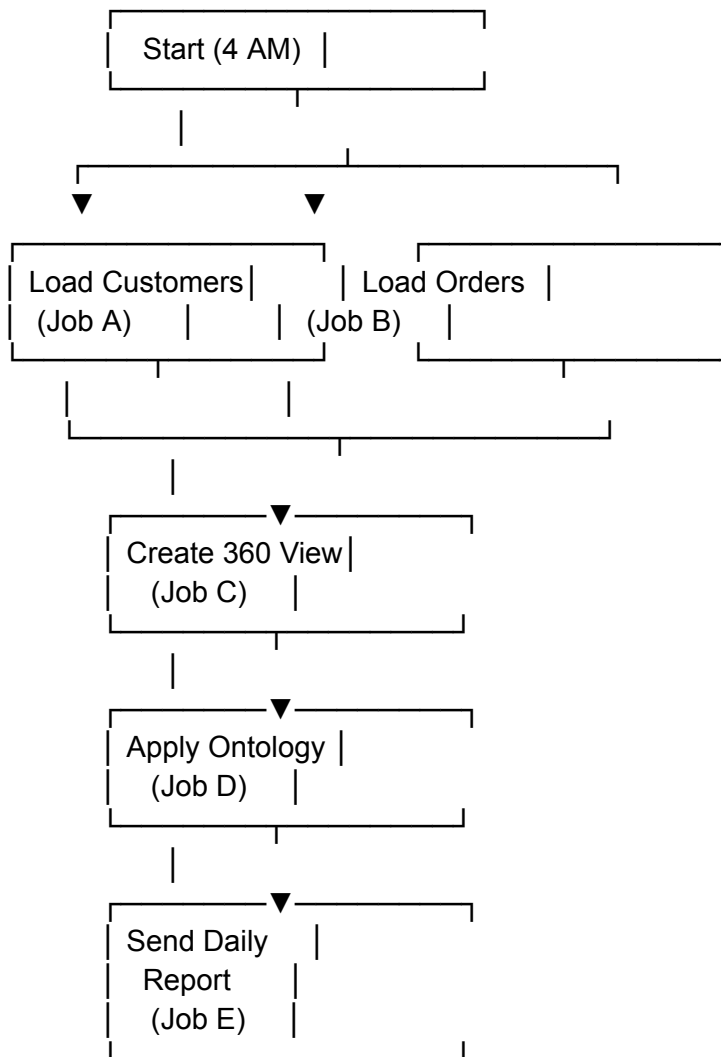 Start (4 AM)
Load Customers Load Orders
(Job A) (Job B)
Create 360 View
(Job C)
Apply Ontology
(Job D)
Send Daily
Report
(Job E)